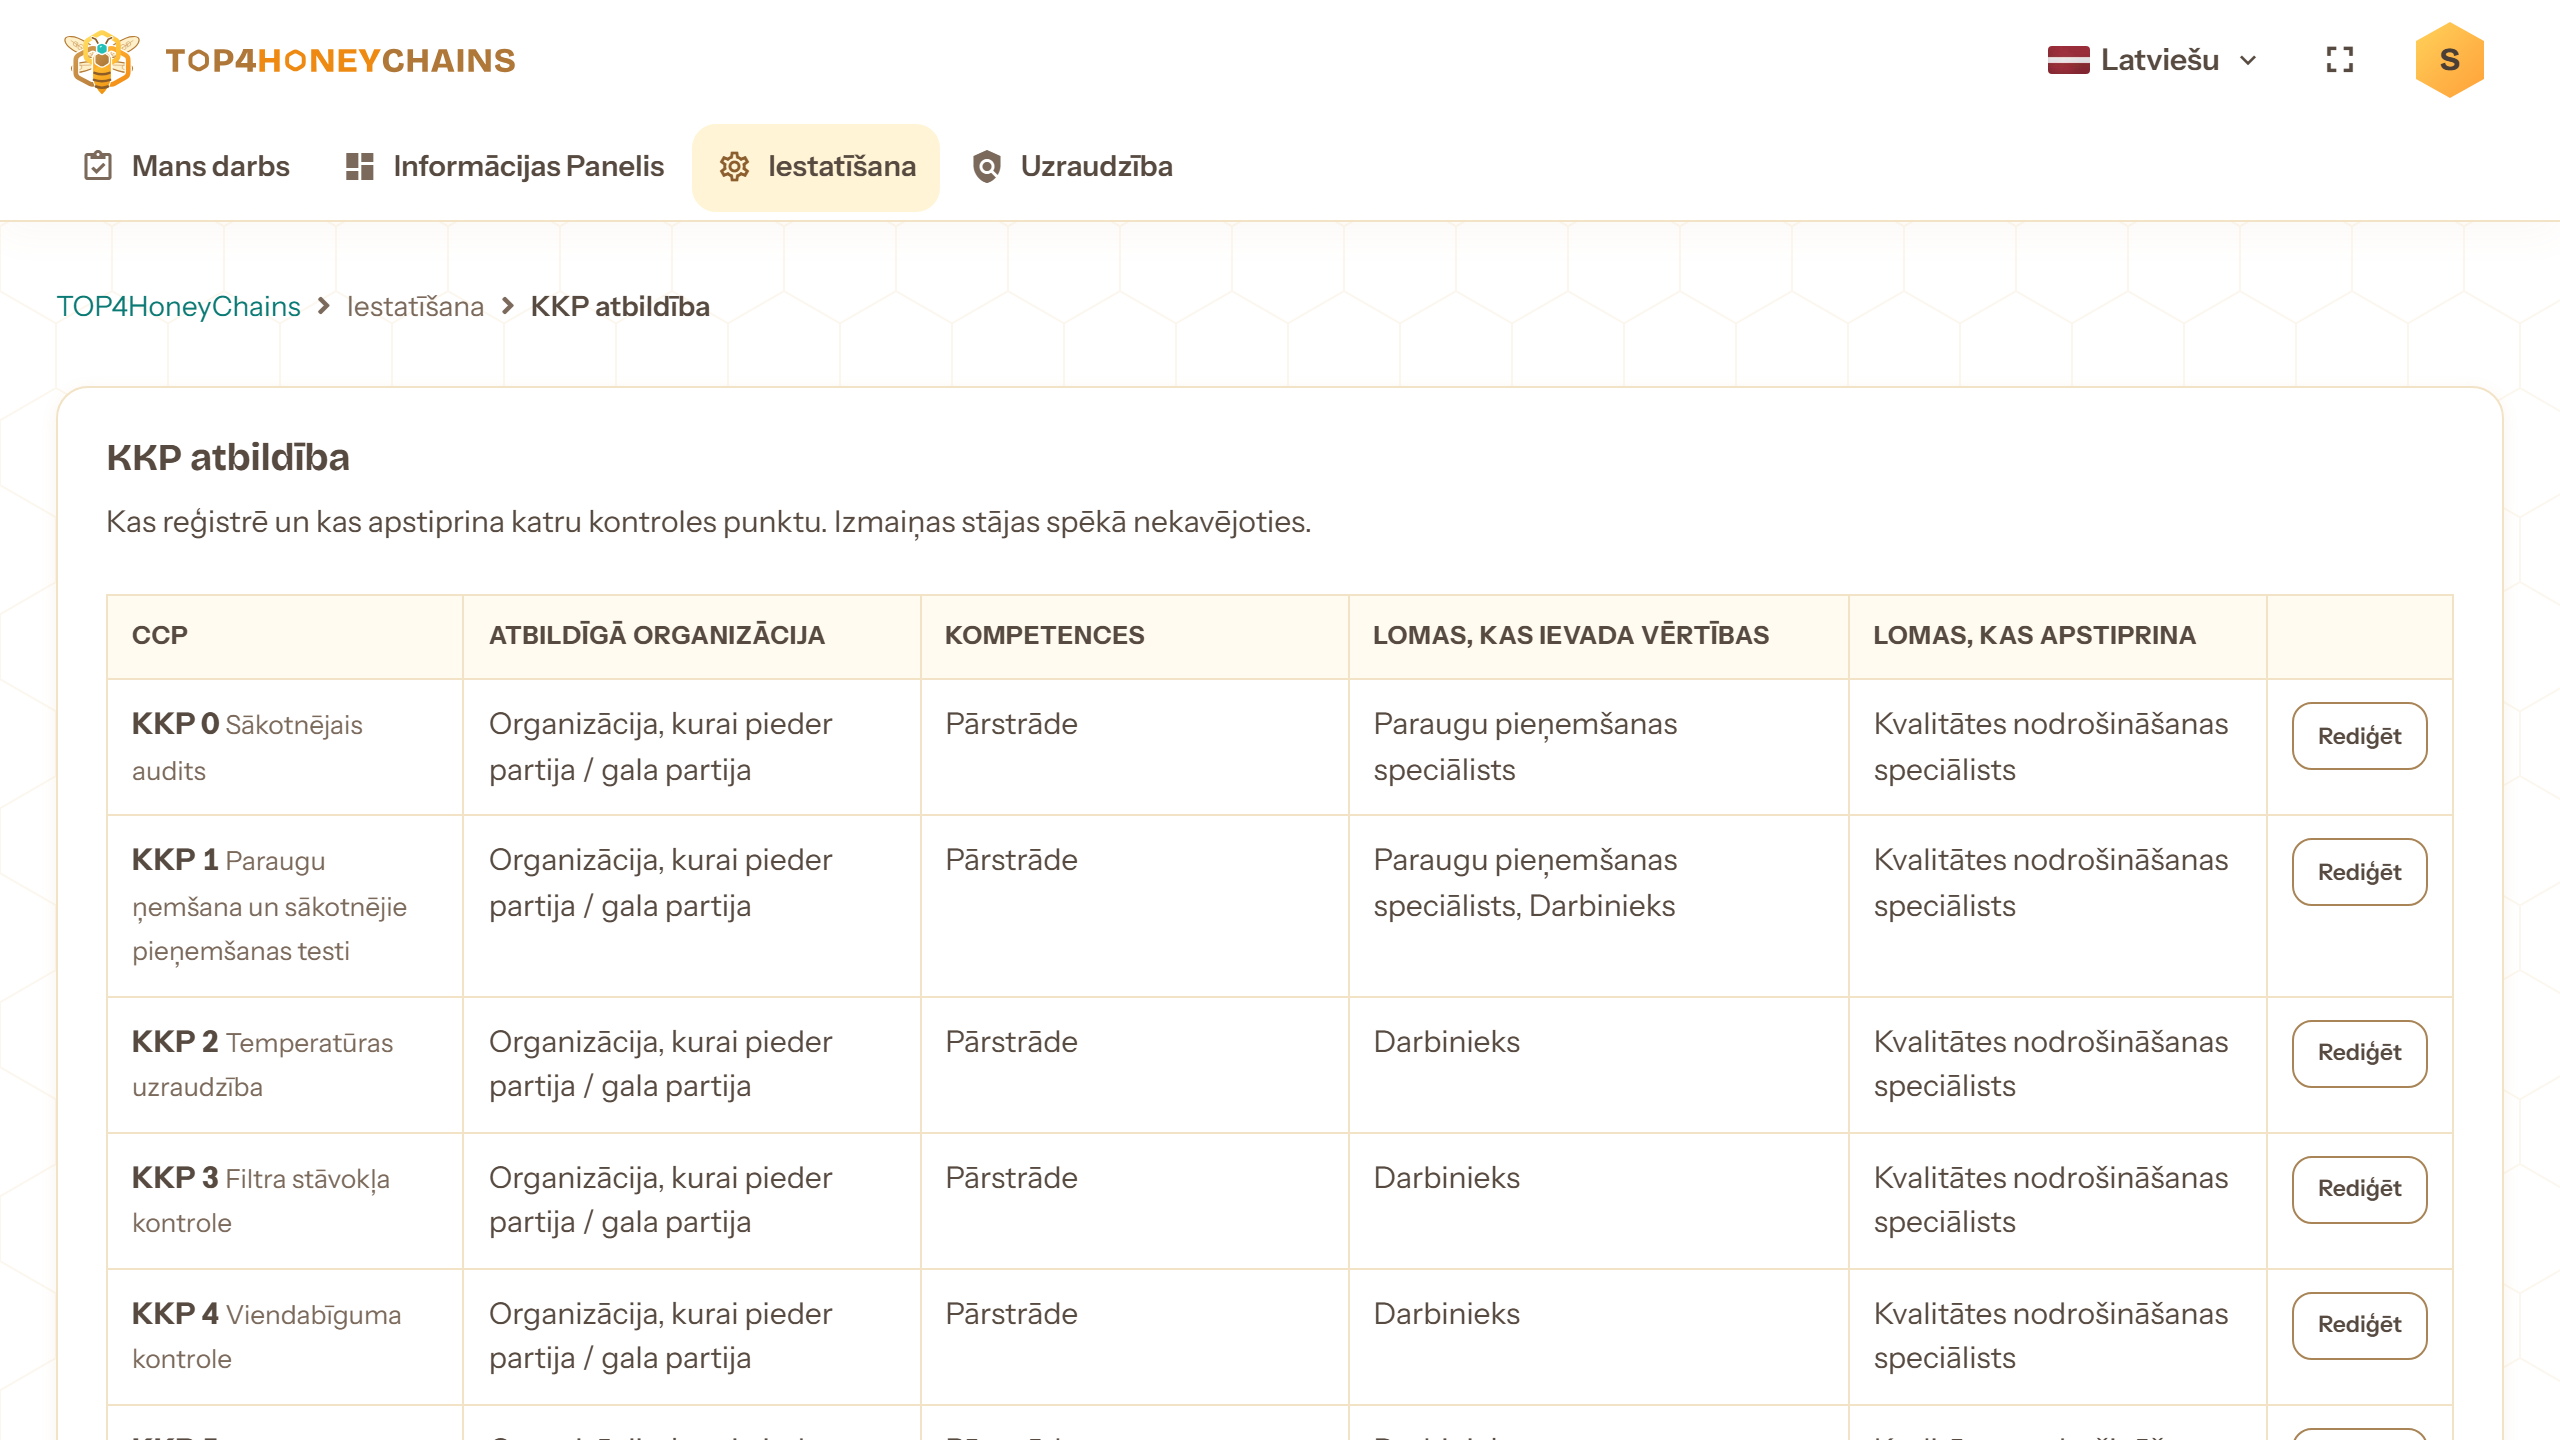 TOP4HONEYCHAINS
Latviešu
S
Mans darbs
Informācijas Panelis
Iestatīšana
Uzraudzība
TOP4HoneyChains > Iestatīšana > KKP atbildība
KKP atbildība
Kas reģistrē un kas apstiprina katru kontroles punktu. Izmaiņas stājas spēkā nekavējoties.
CCP
ATBILDĪGĀ ORGANIZĀCIJA
KOMPETENCES
LOMAS, KAS IEVADA VĒRTĪBAS
LOMAS, KAS APSTIPRINA
KKP 0 Sākotnējais
audits
Organizācija, kurai pieder
partija / gala partija
Pārstrāde
Paraugu pieņemšanas
speciālists
Kvalitātes nodrošināšanas
speciālists
Rediģēt
KKP 1 Paraugu
ņemšana un sākotnējie
pieņemšanas testi
Organizācija, kurai pieder
partija / gala partija
Pārstrāde
Paraugu pieņemšanas
speciālists, Darbinieks
Kvalitātes nodrošināšanas
speciālists
Rediģēt
KKP 2 Temperatūras
uzraudzība
Organizācija, kurai pieder
partija / gala partija
Pārstrāde
Darbinieks
Kvalitātes nodrošināšanas
speciālists
Rediģēt
KKP 3 Filtra stāvokļa
kontrole
Organizācija, kurai pieder
partija / gala partija
Pārstrāde
Darbinieks
Kvalitātes nodrošināšanas
speciālists
Rediģēt
KKP 4 Viendabīguma
kontrole
Organizācija, kurai pieder
partija / gala partija
Pārstrāde
Darbinieks
Kvalitātes nodrošināšanas
speciālists
Rediģēt